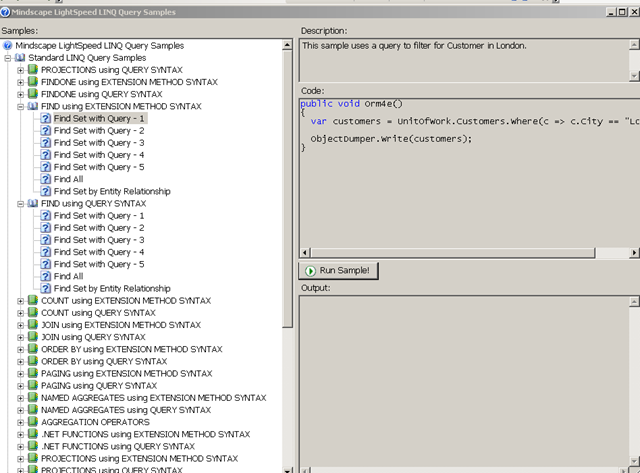 Mindscape LightSpeed LINQ Query Samples
Samples:
Mindscape LightSpeed LINQ Query Samples
Standard LINQ Query Samples
PROJECTIONS using QUERY SYNTAX
FINDONE using EXTENSION METHOD SYNTAX
FINDONE using QUERY SYNTAX
FIND using EXTENSION METHOD SYNTAX
Find Set with Query - 1
Find Set with Query - 2
Find Set with Query - 3
Find Set with Query - 4
Find Set with Query - 5
Find All
Find Set by Entity Relationship
FIND using QUERY SYNTAX
Find Set with Query - 1
Find Set with Query - 2
Find Set with Query - 3
Find Set with Query - 4
Find Set with Query - 5
Find All
Find Set by Entity Relationship
COUNT using EXTENSION METHOD SYNTAX
COUNT using QUERY SYNTAX
JOIN using EXTENSION METHOD SYNTAX
JOIN using QUERY SYNTAX
ORDER BY using EXTENSION METHOD SYNTAX
ORDER BY using QUERY SYNTAX
PAGING using EXTENSION METHOD SYNTAX
PAGING using QUERY SYNTAX
NAMED AGGREGATES using EXTENSION METHOD SYNTAX
NAMED AGGREGATES using QUERY SYNTAX
AGGREGATION OPERATORS
.NET FUNCTIONS using EXTENSION METHOD SYNTAX
.NET FUNCTIONS using QUERY SYNTAX
PROJECTIONS using EXTENSION METHOD SYNTAX
PROJECTIONS using QUERY SYNTAX
Description:
This sample uses a query to filter for Customer in London.
Code:
public void Orm4e()
{
var customers = UnitOfWork.Customers.Where(c => c.City == "Lc
ObjectDumper.Write(customers);
}
Run Sample!
Output: